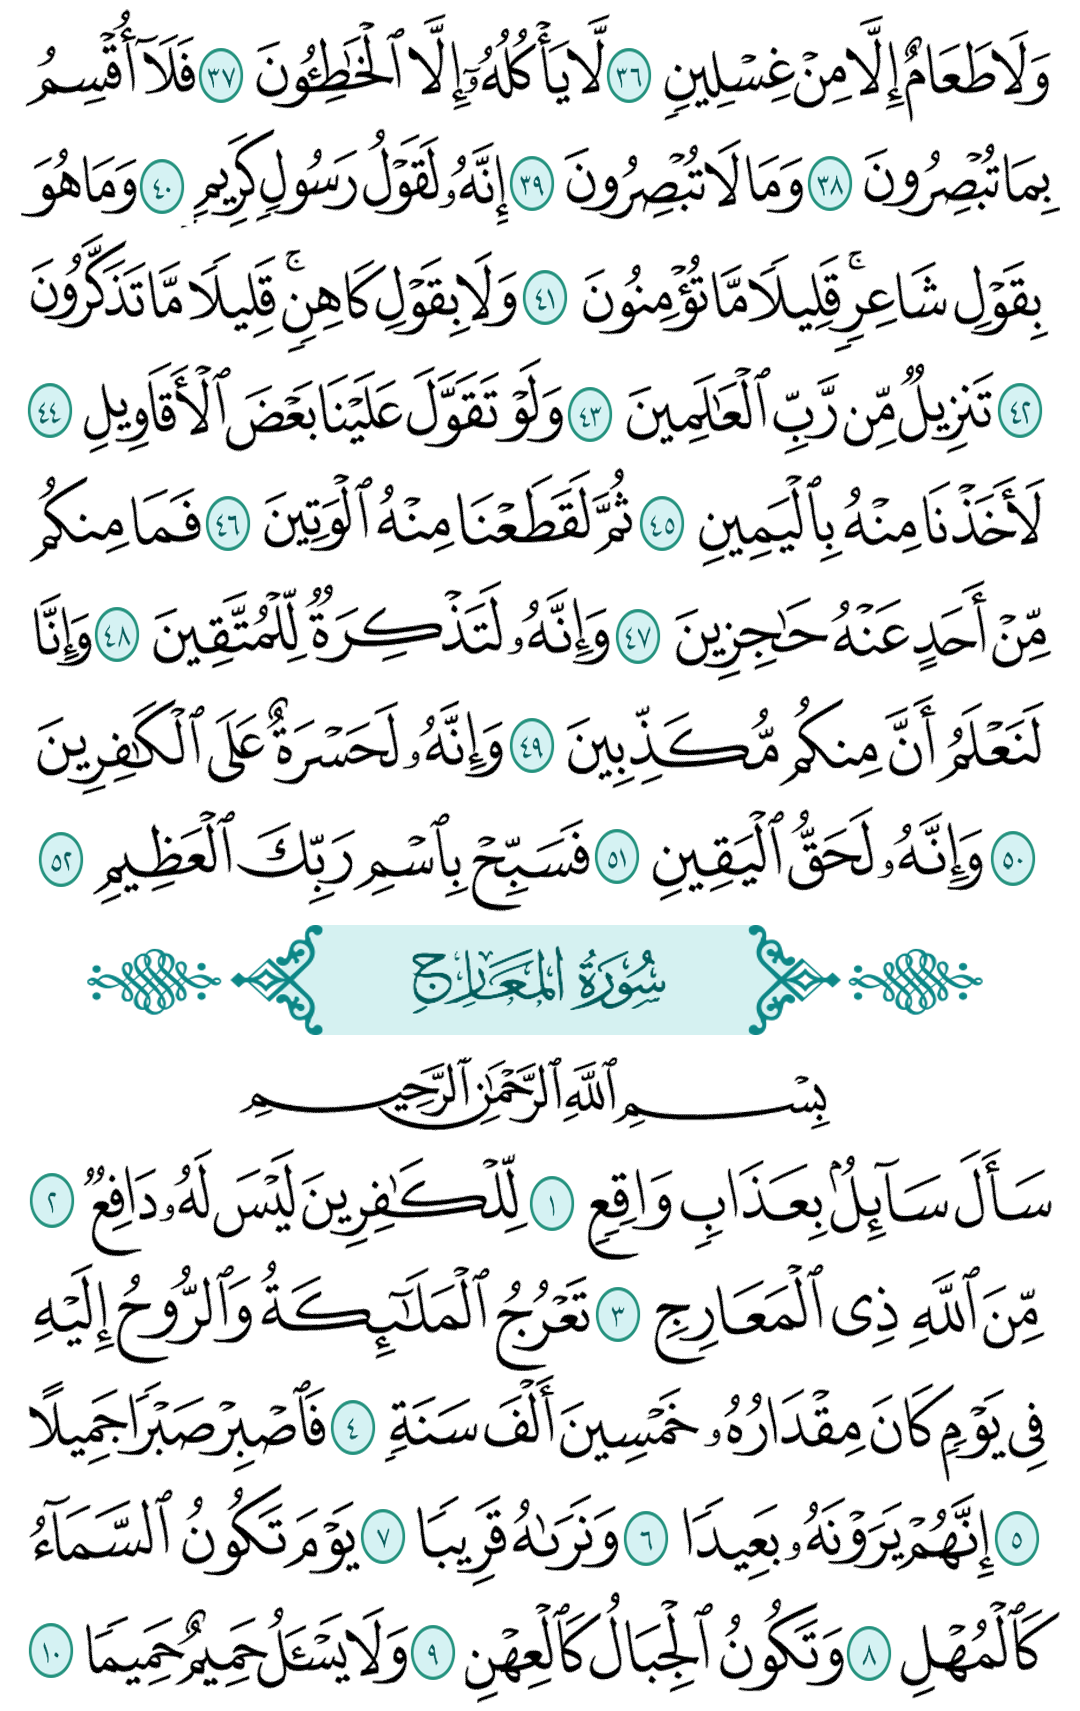 وَلَا طَعَامٌ إِلَّا مِنْ غِسْلِينٍ ٣٦ لَّا يَأْكُلُهُۥٓ إِلَّا ٱلْخَٰطِـُٔونَ ٣٧ فَلَآ أُقْسِمُ
بِمَا تُبْصِرُونَ ٣٨ وَمَا لَا تُبْصِرُونَ ٣٩ إِنَّهُۥ لَقَوْلُ رَسُولٍ كَرِيمٍ ٤٠ وَمَا هُوَ
بِقَوْلِ شَاعِرٍ ۚ قَلِيلًا مَّا تُؤْمِنُونَ ٤١ وَلَا بِقَوْلِ كَاهِنٍ ۚ قَلِيلًا مَّا تَذَكَّرُونَ
٤٢ تَنزِيلٌ مِّن رَّبِّ ٱلْعَٰلَمِينَ ٤٣ وَلَوْ تَقَوَّلَ عَلَيْنَا بَعْضَ ٱلْأَقَاوِيلِ ٤٤
لَأَخَذْنَا مِنْهُ بِٱلْيَمِينِ ٤٥ ثُمَّ لَقَطَعْنَا مِنْهُ ٱلْوَتِينَ ٤٦ فَمَا مِنكُم
مِّنْ أَحَدٍ عَنْهُ حَٰجِزِينَ ٤٧ وَإِنَّهُۥ لَتَذْكِرَةٌ لِّلْمُتَّقِينَ ٤٨ وَإِنَّا
لَنَعْلَمُ أَنَّ مِنكُم مُّكَذِّبِينَ ٤٩ وَإِنَّهُۥ لَحَسْرَةٌ عَلَى ٱلْكَٰفِرِينَ
٥٠ وَإِنَّهُۥ لَحَقُّ ٱلْيَقِينِ ٥١ فَسَبِّحْ بِٱسْمِ رَبِّكَ ٱلْعَظِيمِ ٥٢
سُورَةُ المَعَارِجِ
بِسْمِ ٱللَّهِ ٱلرَّحْمَٰنِ ٱلرَّحِيمِ
سَأَلَ سَآئِلٌۢ بِعَذَابٍ وَاقِعٍ ١ لِّلْكَٰفِرِينَ لَيْسَ لَهُۥ دَافِعٌ ٢
مِّنَ ٱللَّهِ ذِى ٱلْمَعَارِجِ ٣ تَعْرُجُ ٱلْمَلَٰٓئِكَةُ وَٱلرُّوحُ إِلَيْهِ
فِى يَوْمٍ كَانَ مِقْدَارُهُۥ خَمْسِينَ أَلْفَ سَنَةٍ ٤ فَٱصْبِرْ صَبْرًا جَمِيلًا
٥ إِنَّهُمْ يَرَوْنَهُۥ بَعِيدًا ٦ وَنَرَىٰهُ قَرِيبًا ٧ يَوْمَ تَكُونُ ٱلسَّمَآءُ
كَٱلْمُهْلِ ٨ وَتَكُونُ ٱلْجِبَالُ كَٱلْعِهْنِ ٩ وَلَا يَسْـَٔلُ حَمِيمٌ حَمِيمًا ١٠